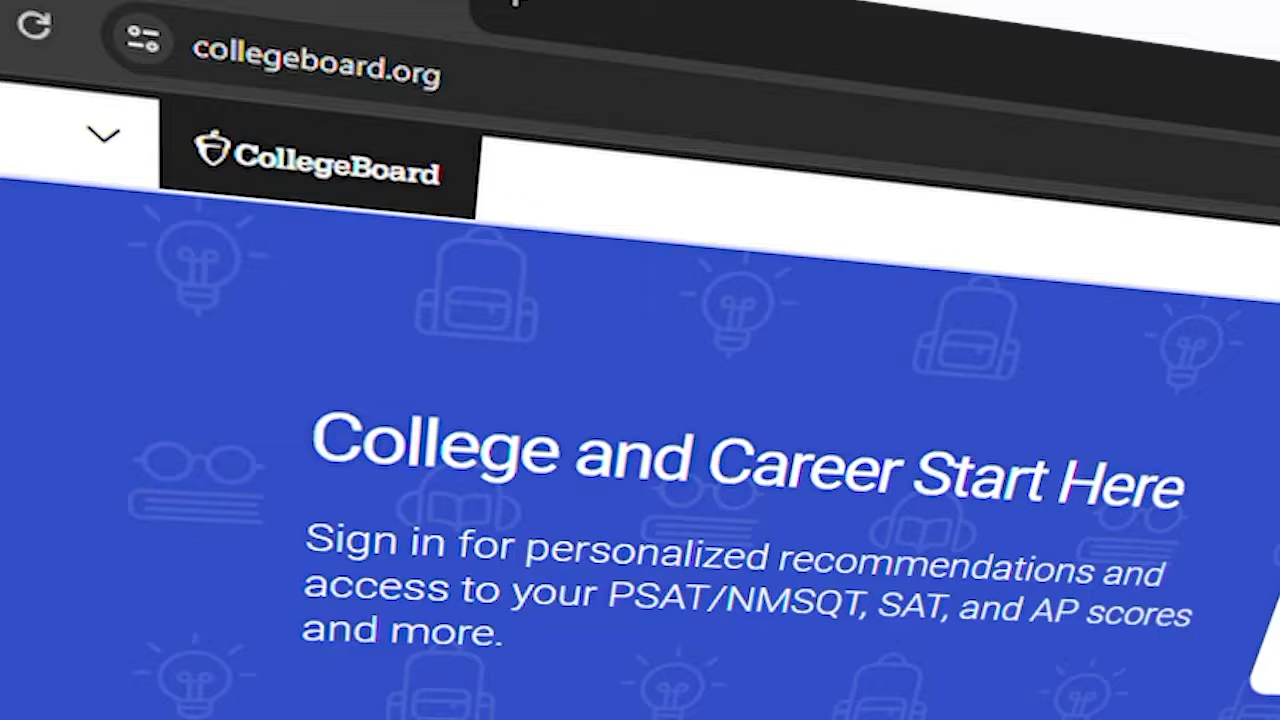 collegeboard.org
CollegeBoard
College and Career Start Here
Sign in for personalized recommendations and
access to your PSAT/NMSQT, SAT, and AP scores
and more.